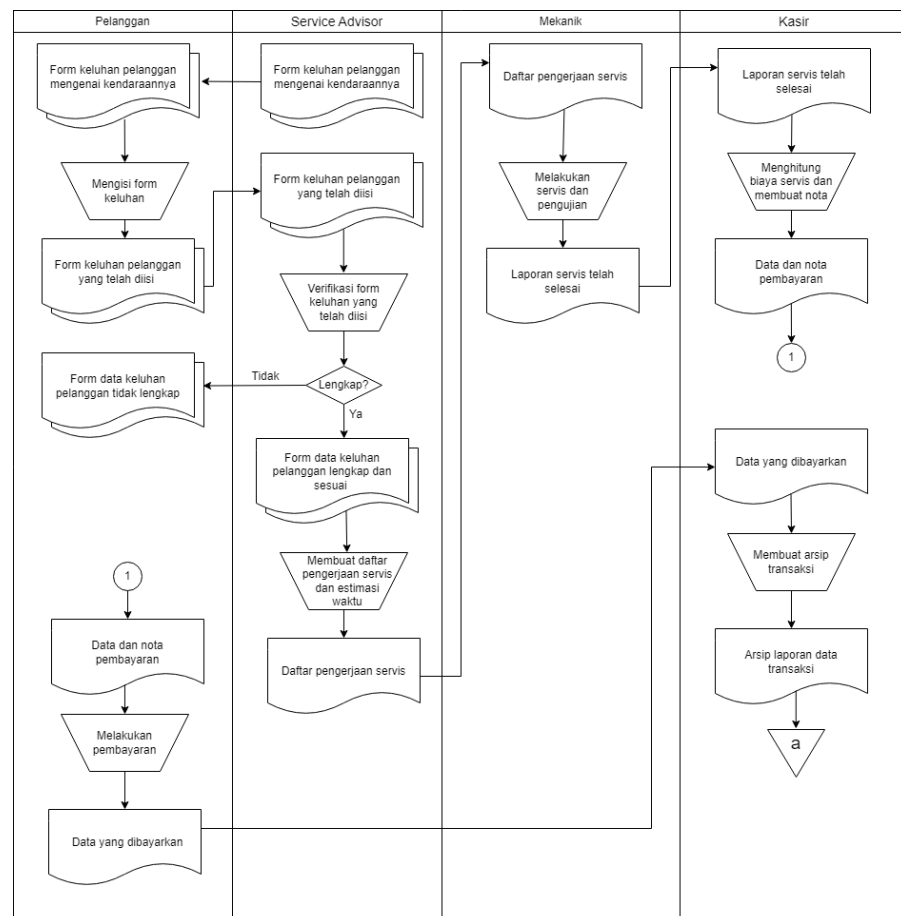 Pelanggan
Service Advisor
Mekanik
Kasir
Form keluhan pelanggan
mengenai kendaraannya
Mengisi form
keluhan
Form keluhan pelanggan
yang telah diisi
Form data keluhan
pelanggan tidak lengkap
1
Data dan nota
pembayaran
Melakukan
pembayaran
Data yang dibayarkan
Form keluhan pelanggan
mengenai kendaraannya
Form keluhan pelanggan
yang telah diisi
Verifikasi form
keluhan yang
telah diisi
Lengkap?
Tidak
Ya
Form data keluhan
pelanggan lengkap dan
sesuai
Membuat daftar
pengerjaan servis
dan estimasi
waktu
Daftar pengerjaan servis
Daftar pengerjaan servis
Melakukan
servis dan
pengujian
Laporan servis telah
selesai
Laporan servis telah
selesai
Menghitung
biaya servis dan
membuat nota
Data dan nota
pembayaran
1
Data yang dibayarkan
Membuat arsip
transaksi
Arsip laporan data
transaksi
a